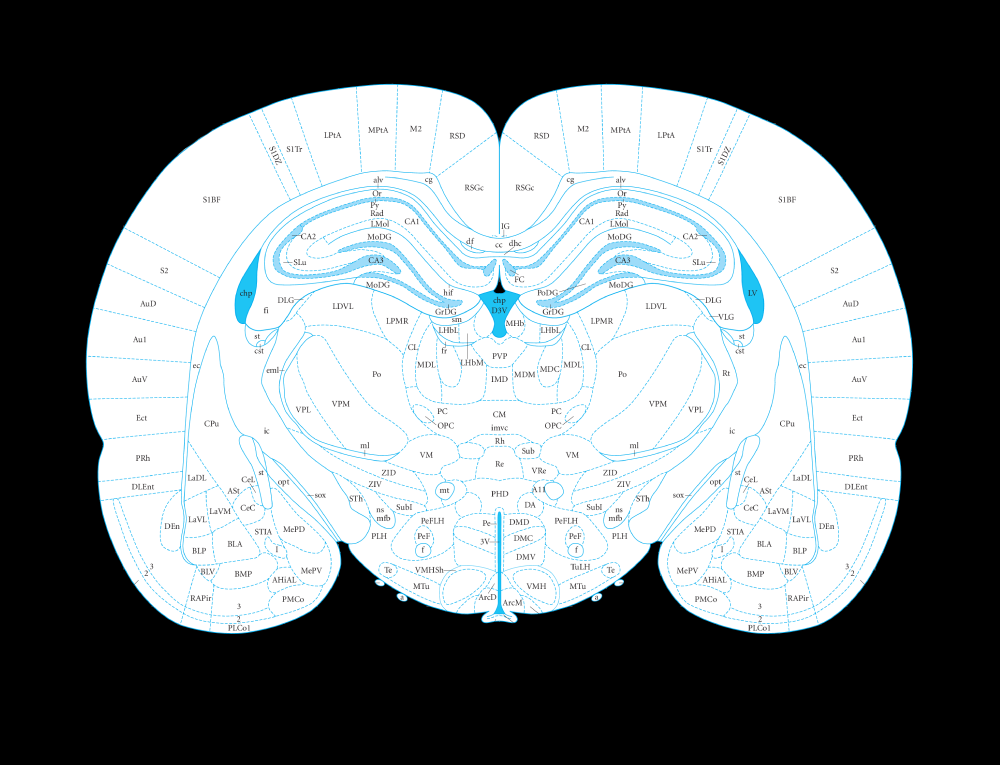 M2 M2
MPtA MPtA
LPtA RSD RSD LPtA
S1Tr S1Tr
S1DZ S1DZ
alv cg cg alv
RSGc RSGc
S1BF Or Or S1BF
Py Py
Rad Rad
LMol CA1 CA1 LMol
IG
CA2 MoDG MoDG CA2
df cc dhc
SLu CA3 CA3 SLu
S2 S2
FC
MoDG PoDG MoDG
chp hif LV
AuD DLG chp DLG AuD
fi LDVL GrDG D3V GrDG LDVL VLG
LPMR sm MHb LPMR
LHbL LHbL
st st
Au1 cst CL fr CL cst Au1
PVP
ec MDL LHbM MDL ec
eml Po IMD MDM MDC Po Rt
AuV AuV
VPL VPM PC CM PC VPM VPL
Ect CPu OPC imvc OPC CPu Ect
ic ic
ml Rh ml
VM Sub VM
PRh Re PRh
ZID VRe ZID
st st
LaDL CeL opt ZIV ZIV opt CeL LaDL
DLEnt ASt sox mt PHD A11 sox ASt DLEnt
StH SubI DA SubI StH
CeC ns ns CeC
LaVM mfb mfb LaVM
LaVL PeFLH Pe DMD PeFLH LaVL
DEn STIA MePD MePD STIA DEn
PLH PeF DMC PeF PLH
BLA 3V BLA
BLP I f f I BLP
DMV
3 BLV BMP MePV Te VMHSh TuLH Te MePV BMP BLV 3
2 AHiAL MTu VMH MTu AHiAL 2
RAPir PMCo ArcD ArcM PMCo RAPir
3 3
2 2
PLCo1 PLCo1